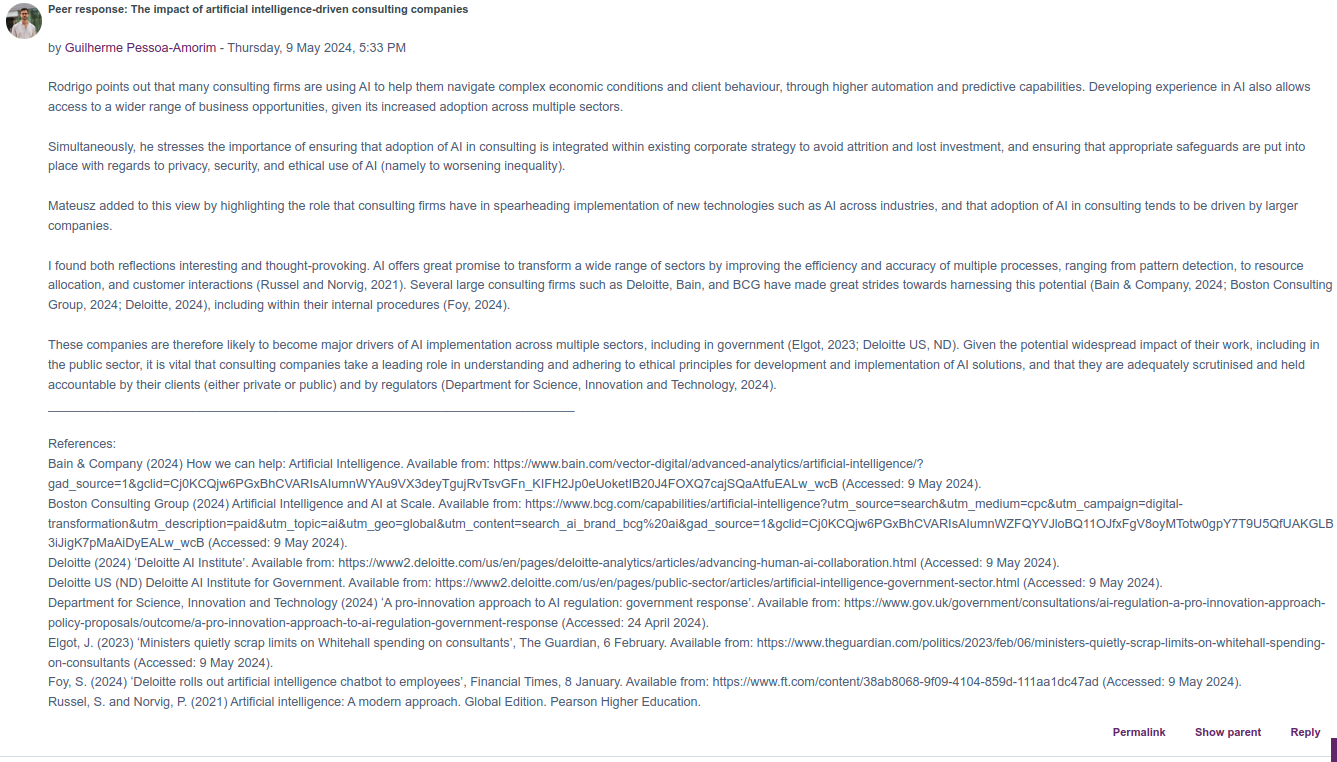 Peer response: The impact of artificial intelligence-driven consulting companies
by Guilherme Pessoa-Amorim - Thursday, 9 May 2024, 5:33 PM
Rodrigo points out that many consulting firms are using AI to help them navigate complex economic conditions and client behaviour, through higher automation and predictive capabilities. Developing experience in AI also allows
access to a wider range of business opportunities, given its increased adoption across multiple sectors.
Simultaneously, he stresses the importance of ensuring that adoption of AI in consulting is integrated within existing corporate strategy to avoid attrition and lost investment, and ensuring that appropriate safeguards are put into
place with regards to privacy, security, and ethical use of AI (namely to worsening inequality).
Mateusz added to this view by highlighting the role that consulting firms have in spearheading implementation of new technologies such as AI across industries, and that adoption of AI in consulting tends to be driven by larger
companies.
I found both reflections interesting and thought-provoking. AI offers great promise to transform a wide range of sectors by improving the efficiency and accuracy of multiple processes, ranging from pattern detection, to resource
allocation, and customer interactions (Russel and Norvig, 2021). Several large consulting firms such as Deloitte, Bain, and BCG have made great strides towards harnessing this potential (Bain & Company, 2024; Boston Consulting
Group, 2024; Deloitte, 2024), including within their internal procedures (Foy, 2024).
These companies are therefore likely to become major drivers of AI implementation across multiple sectors, including in government (Elgot, 2023; Deloitte US, ND). Given the potential widespread impact of their work, including in
the public sector, it is vital that consulting companies take a leading role in understanding and adhering to ethical principles for development and implementation of AI solutions, and that they are adequately scrutinised and held
accountable by their clients (either private or public) and by regulators (Department for Science, Innovation and Technology, 2024).
References:
Bain & Company (2024) How we can help: Artificial Intelligence. Available from: https://www.bain.com/vector-digital/advanced-analytics/artificial-intelligence/?
gad_source=1&gclid=Cj0KCQjw6PGxBhCVARIsAIumnWYAu9VX3deyTgujRvTsvGFn_KIFH2Jp0eUoketIB20J4FOXQ7cajSQaAtfuEALw_wcB (Accessed: 9 May 2024).
Boston Consulting Group (2024) Artificial Intelligence and AI at Scale. Available from: https://www.bcg.com/capabilities/artificial-intelligence?utm_source=search&utm_medium=cpc&utm_campaign=digital-
transformation&utm_description=paid&utm_topic=ai&utm_geo=global&utm_content=search_ai_brand_bcg%20ai&gad_source=1&gclid=Cj0KCQjw6PGxBhCVARIsAIumnWZFQYVJloBQ11OJfxFgV8oyMTotw0gpY7T9U5QfUAKGLB
3iJigK7pMaAiDyEALw_wcB (Accessed: 9 May 2024).
Deloitte (2024) ‘Deloitte AI Institute’. Available from: https://www2.deloitte.com/us/en/pages/deloitte-analytics/articles/advancing-human-ai-collaboration.html (Accessed: 9 May 2024).
Deloitte US (ND) Deloitte AI Institute for Government. Available from: https://www2.deloitte.com/us/en/pages/public-sector/articles/artificial-intelligence-government-sector.html (Accessed: 9 May 2024).
Department for Science, Innovation and Technology (2024) ‘A pro-innovation approach to AI regulation: government response’. Available from: https://www.gov.uk/government/consultations/ai-regulation-a-pro-innovation-approach-
policy-proposals/outcome/a-pro-innovation-approach-to-ai-regulation-government-response (Accessed: 24 April 2024).
Elgot, J. (2023) ‘Ministers quietly scrap limits on Whitehall spending on consultants’, The Guardian, 6 February. Available from: https://www.theguardian.com/politics/2023/feb/06/ministers-quietly-scrap-limits-on-whitehall-spending-
on-consultants (Accessed: 9 May 2024).
Foy, S. (2024) ‘Deloitte rolls out artificial intelligence chatbot to employees’, Financial Times, 8 January. Available from: https://www.ft.com/content/38ab8068-9f09-4104-859d-111aa1dc47ad (Accessed: 9 May 2024).
Russel, S. and Norvig, P. (2021) Artificial intelligence: A modern approach. Global Edition. Pearson Higher Education.
Permalink Show parent Reply